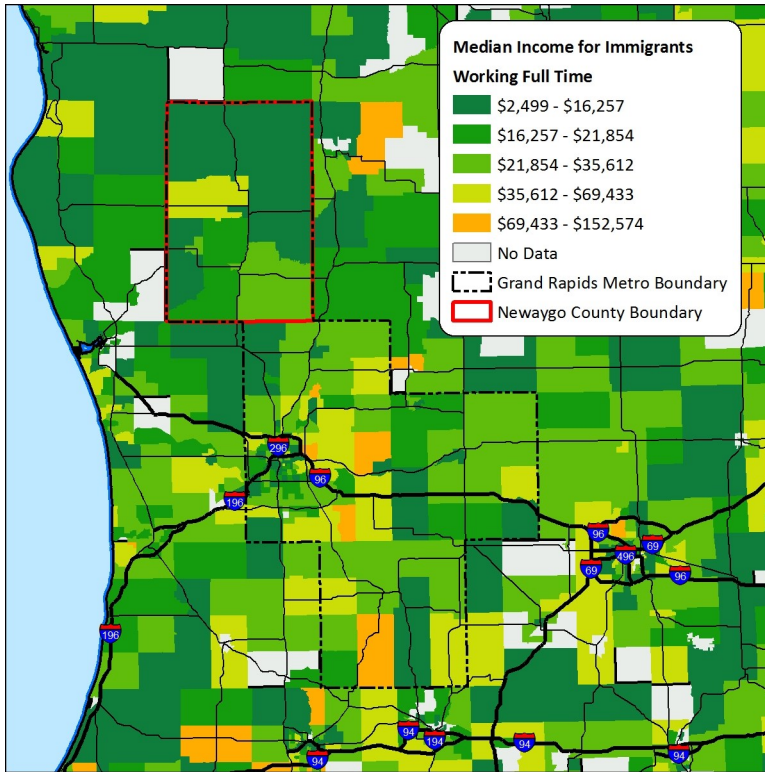 Median Income for Immigrants
Working Full Time
$2,499 - $16,257
$16,257 - $21,854
$21,854 - $35,612
$35,612 - $69,433
$69,433 - $152,574
No Data
Grand Rapids Metro Boundary
Newaygo County Boundary
296
96
196
96
69
496
69
96
196
94
194
94
94
94